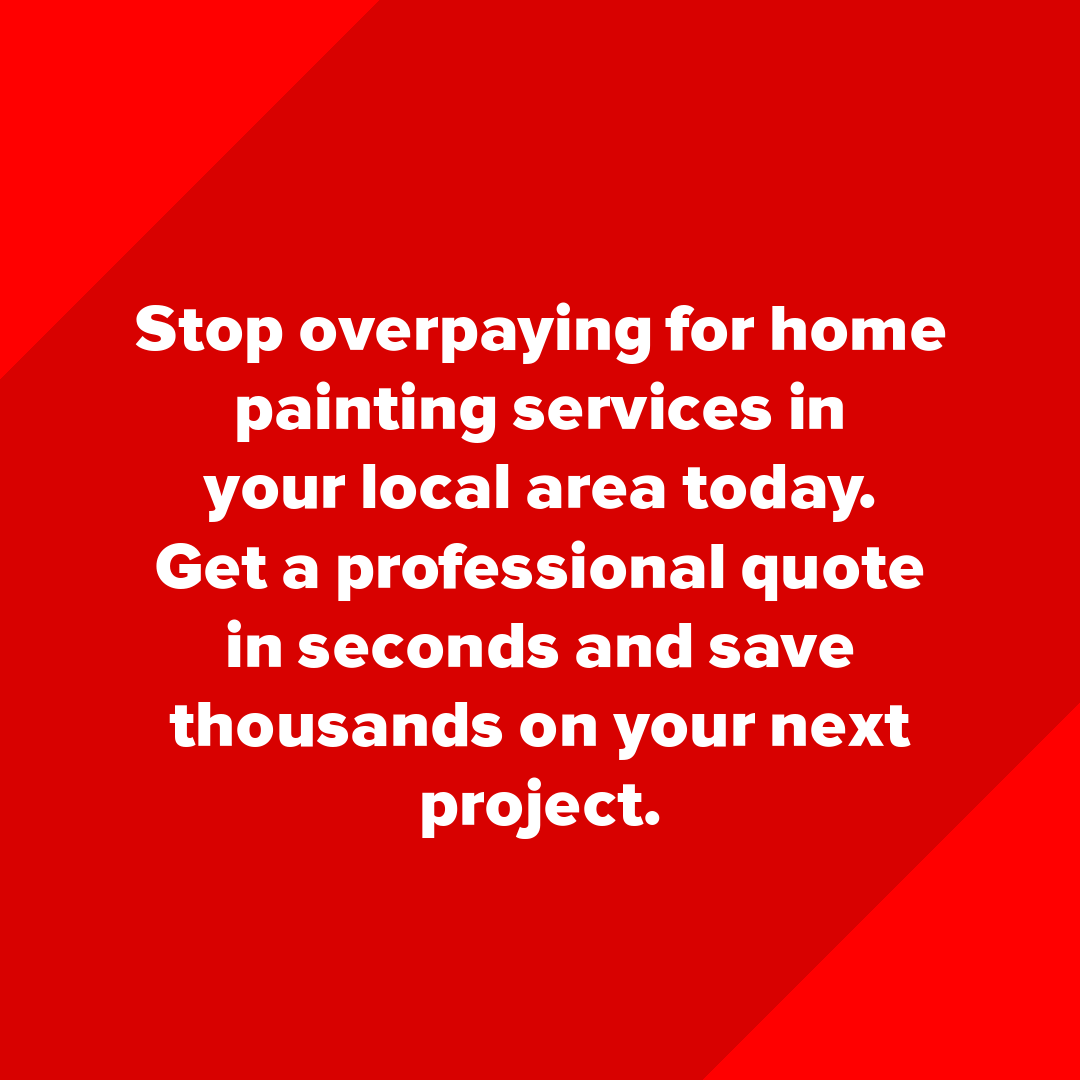 Stop overpaying for home
painting services in
your local area today.
Get a professional quote
in seconds and save
thousands on your next
project.